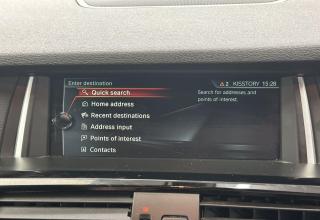 Enter destination
⚠ 2 KISSTORY 15:28
Quick search
Home address
Recent destinations
Address input
Points of interest
Contacts
Search for addresses and
points of interest.